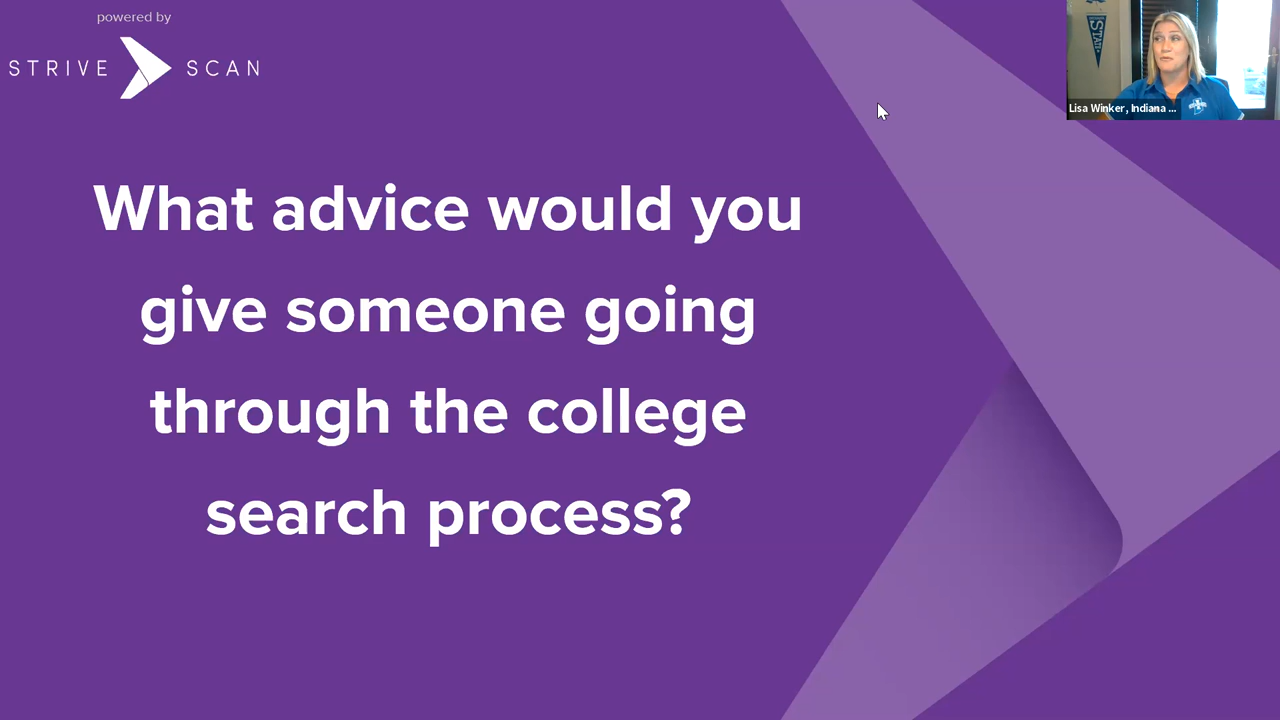 powered by
STRIVE SCAN
STATE
Lisa Winker, Indiana ...
What advice would you
give someone going
through the college
search process?